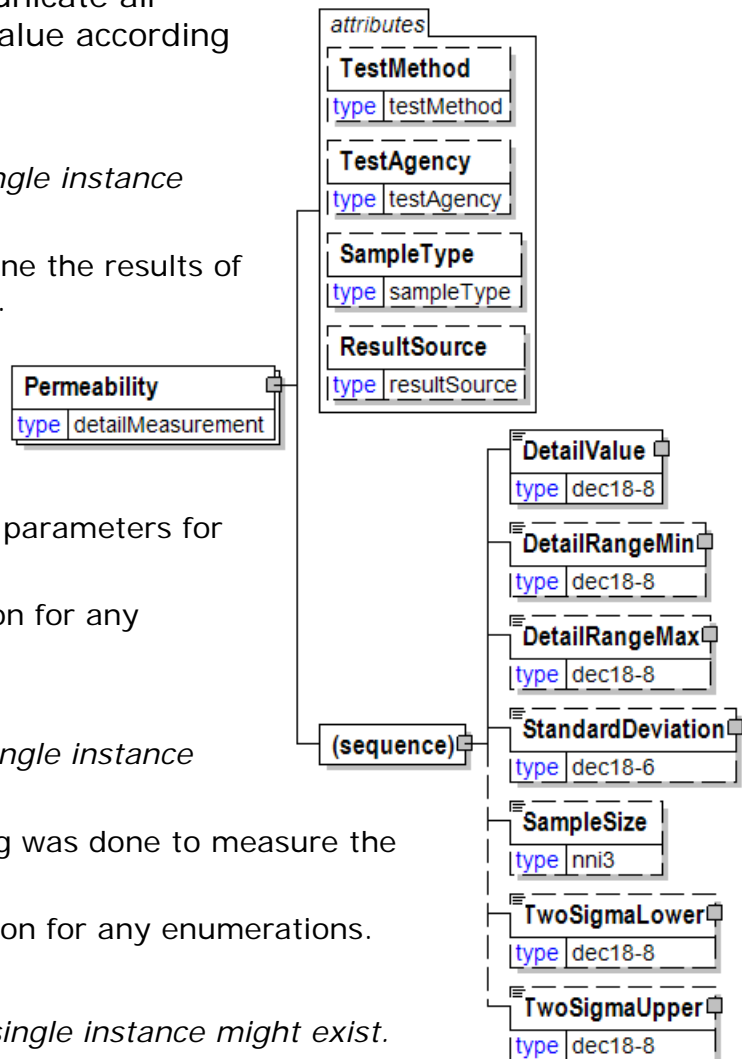 unicate all
alue according
ngle instance
ne the results of
.
parameters for
on for any
ngle instance
g was done to measure the
on for any enumerations.
single instance might exist.
Permeability
type detailMeasurement
attributes
TestMethod
type testMethod
TestAgency
type testAgency
SampleType
type sampleType
ResultSource
type resultSource
(sequence)
DetailValue
type dec18-8
DetailRangeMin
type dec18-8
DetailRangeMax
type dec18-8
StandardDeviation
type dec18-6
SampleSize
type nni3
TwoSigmaLower
type dec18-8
TwoSigmaUpper
type dec18-8